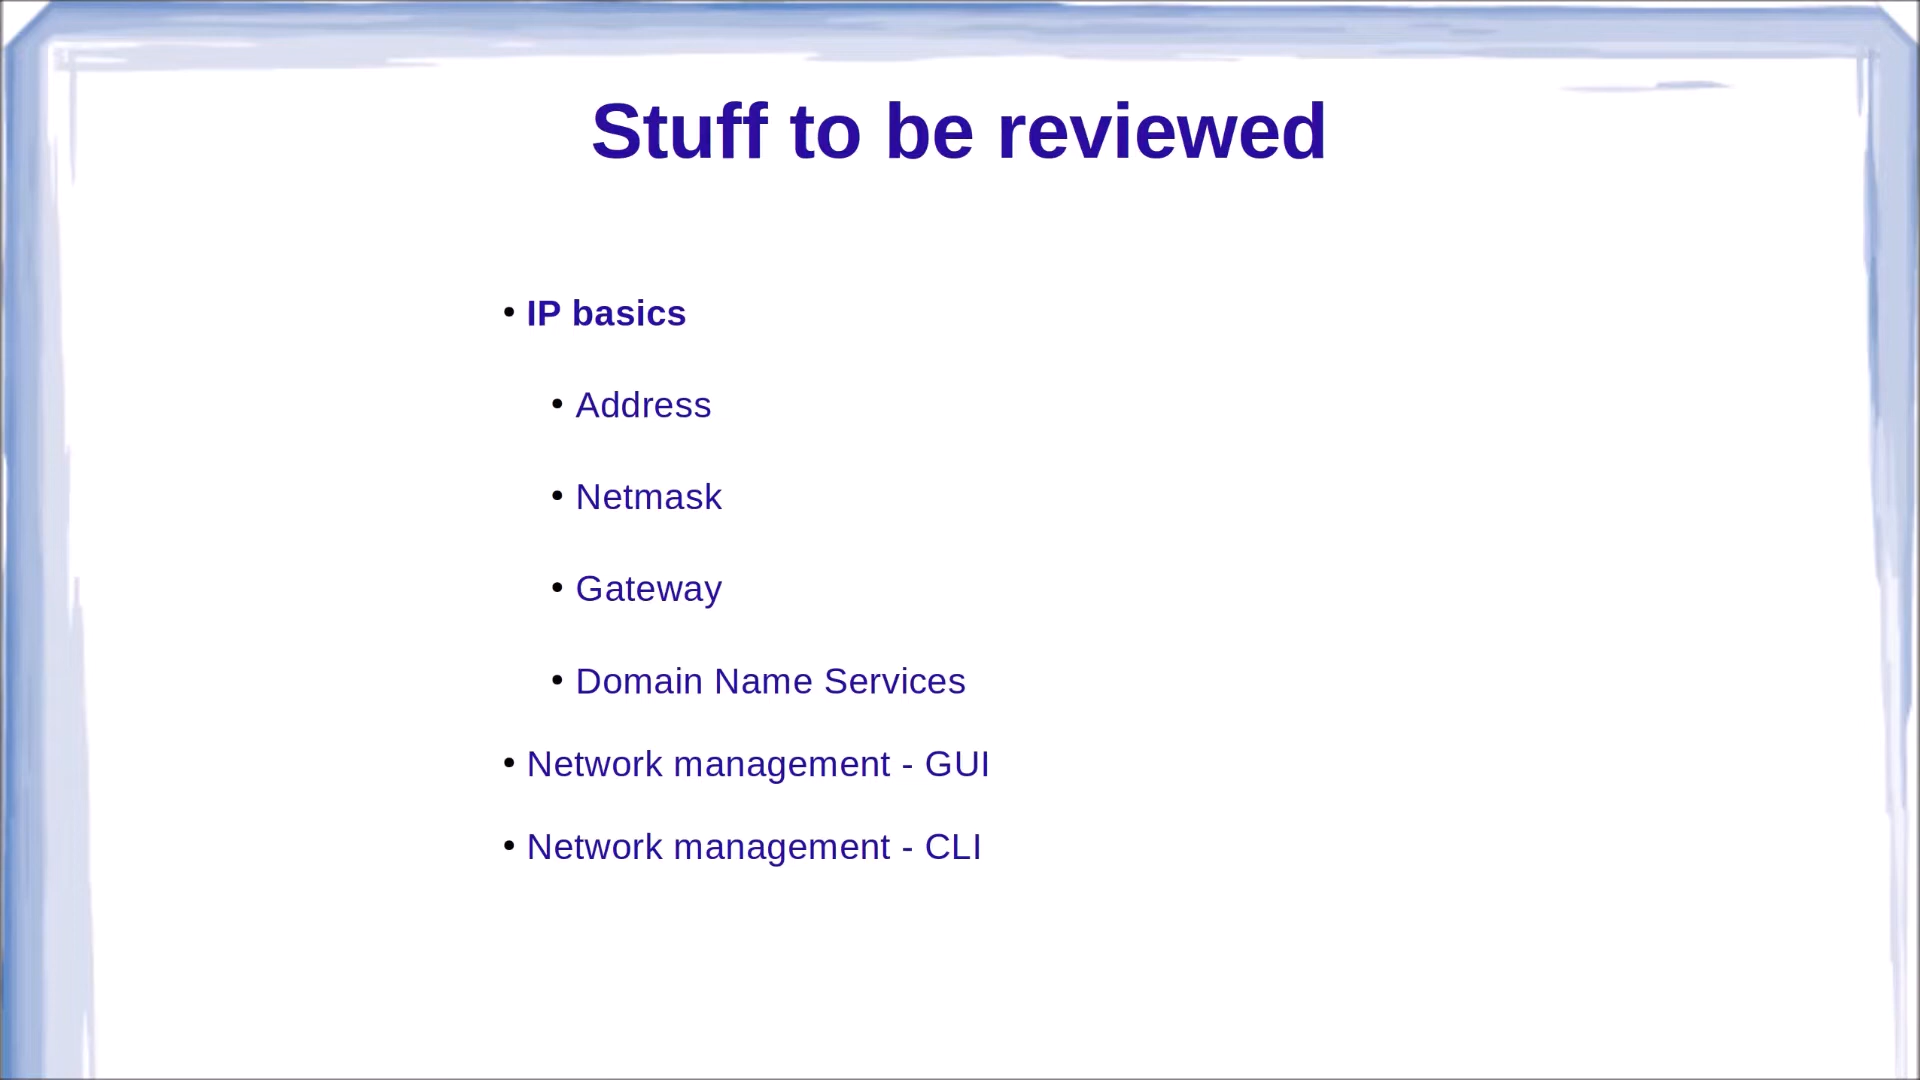 Stuff to be reviewed
• IP basics
• Address
• Netmask
• Gateway
• Domain Name Services
• Network management - GUI
• Network management - CLI